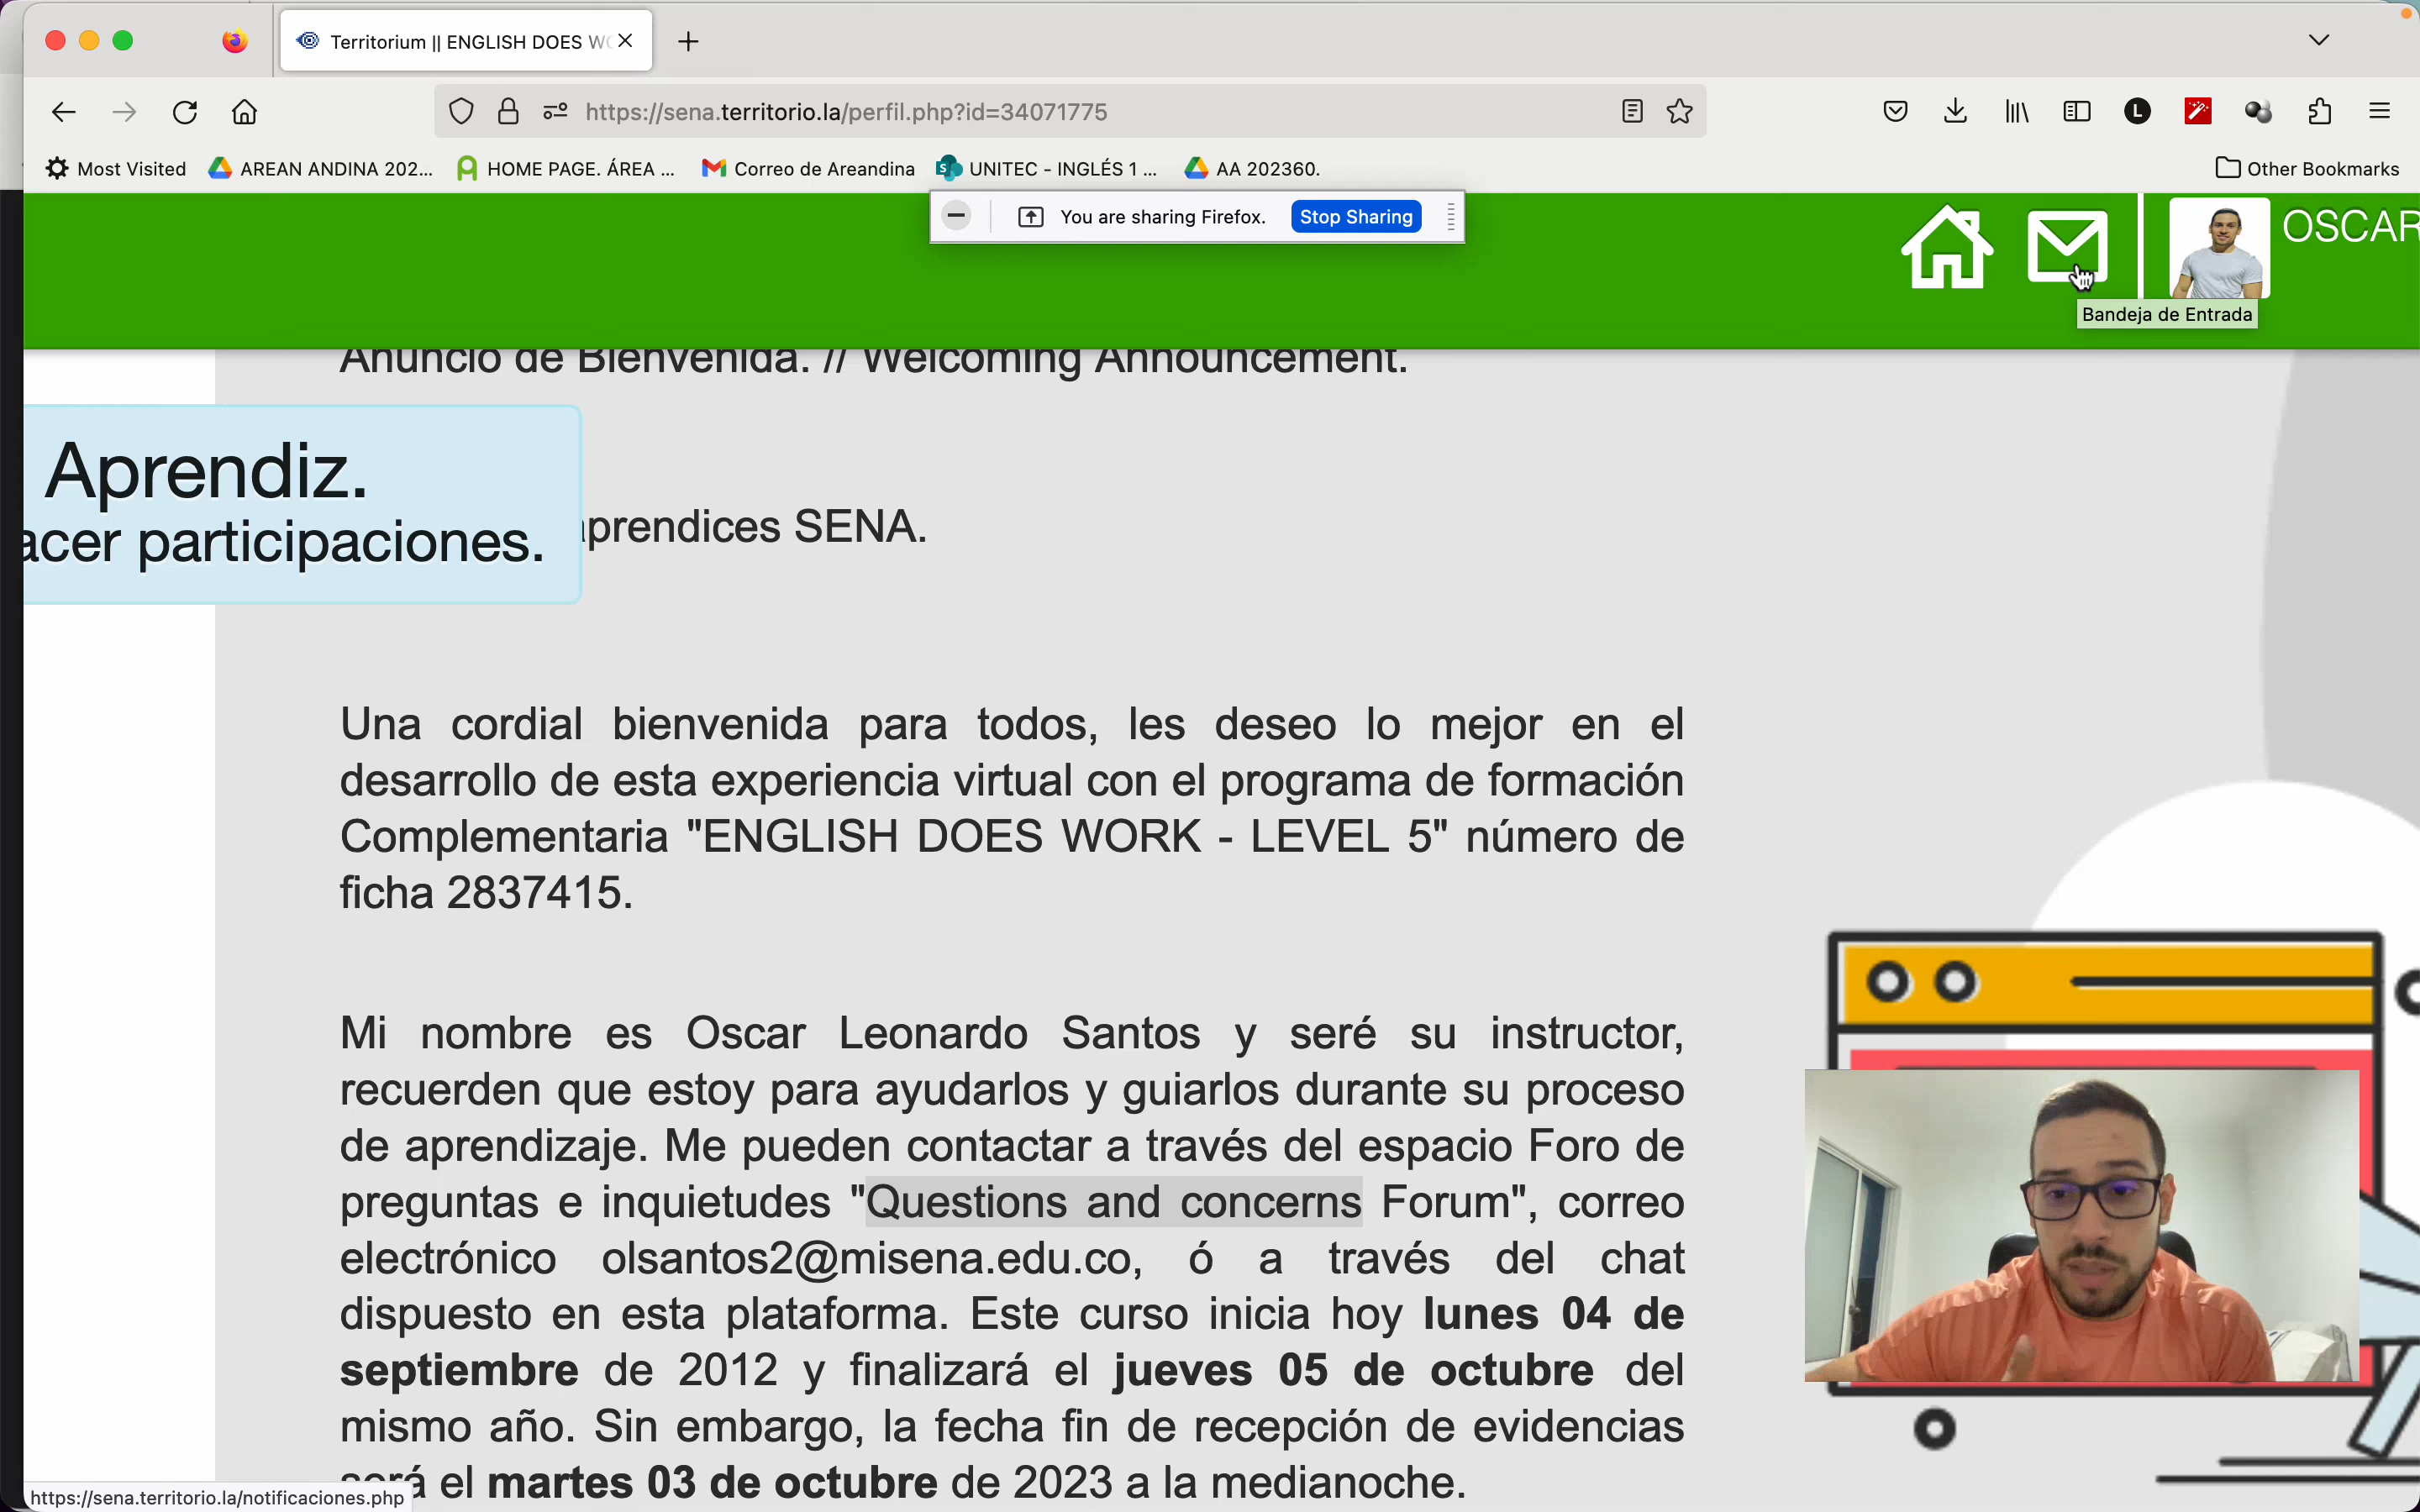 Territorium || ENGLISH DOES WO
https://sena.territorio.la/perfil.php?id=34071775
L
Most Visited
AREAN ANDINA 202...
HOME PAGE. ÁREA ...
Correo de Areandina
UNITEC - INGLÉS 1 ...
AA 202360.
Other Bookmarks
You are sharing Firefox.
Stop Sharing
OSCAR
Bandeja de Entrada
Anuncio de Bienvenida. // Welcoming Announcement.
Aprendiz.
acer participaciones.
aprendices SENA.
Una cordial bienvenida para todos, les deseo lo mejor en el
desarrollo de esta experiencia virtual con el programa de formación
Complementaria "ENGLISH DOES WORK - LEVEL 5" número de
ficha 2837415.
Mi nombre es Oscar Leonardo Santos y seré su instructor,
recuerden que estoy para ayudarlos y guiarlos durante su proceso
de aprendizaje. Me pueden contactar a través del espacio Foro de
preguntas e inquietudes "Questions and concerns Forum", correo
electrónico olsantos2@misena.edu.co, ó a través del chat
dispuesto en esta plataforma. Este curso inicia hoy lunes 04 de
septiembre de 2012 y finalizará el jueves 05 de octubre del
mismo año. Sin embargo, la fecha fin de recepción de evidencias
será el martes 03 de octubre de 2023 a la medianoche.
https://sena.territorio.la/notificaciones.php